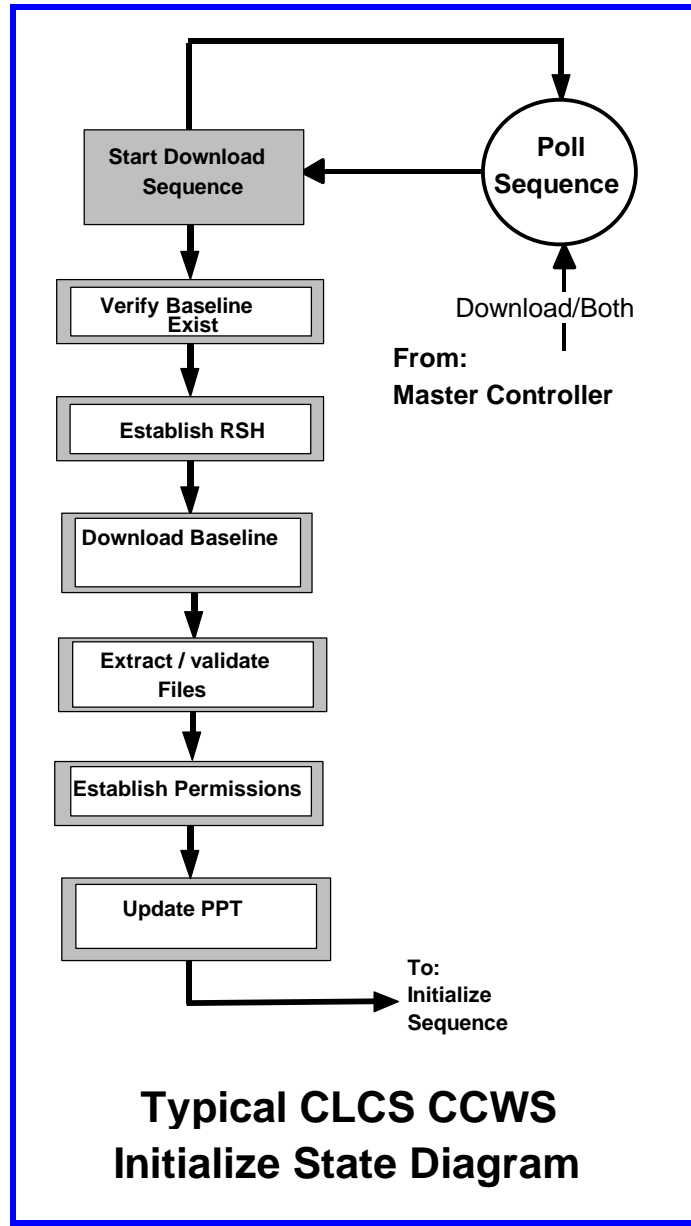 Start Download
Sequence
Poll
Sequence
Download/Both
From:
Master Controller
Verify Baseline
Exist
Establish RSH
Download Baseline
Extract / validate
Files
Establish Permissions
Update PPT
To:
Initialize
Sequence
Typical CLCS CCWS
Initialize State Diagram